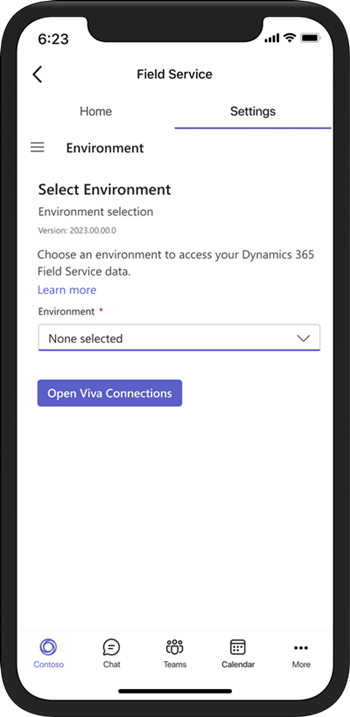 6:23
Field Service
Home
Settings
Environment
Select Environment
Environment selection
Version: 2023.00.00.0
Choose an environment to access your Dynamics 365
Field Service data.
Learn more
Environment *
None selected
Open Viva Connections
Contoso
Chat
Teams
Calendar
More